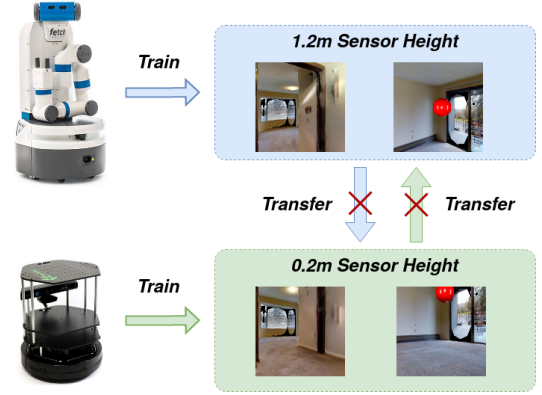 fetch
Train
1.2m Sensor Height
Transfer
Transfer
Train
0.2m Sensor Height